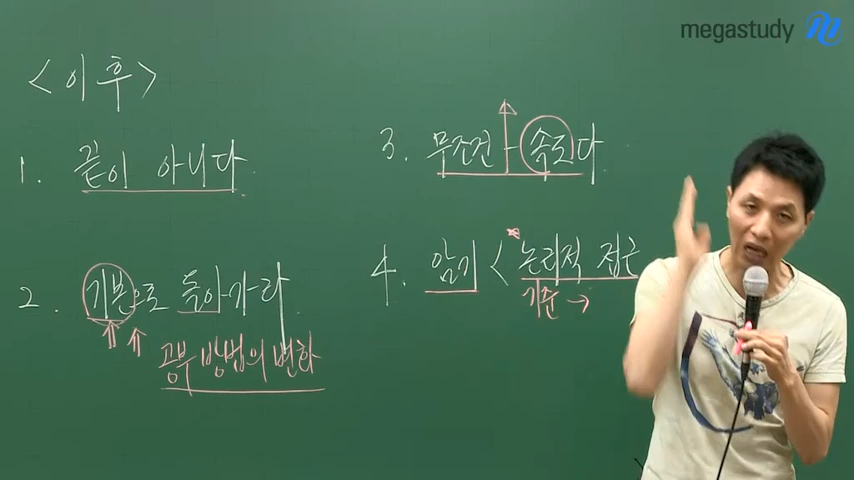 megastudy
<이후>
1. 끝이 아니다
2. 기본으로 돌아가라
공부 방법의 변화
3. 무조건 - 속도다
4. 암기 < 논리적 접근
기준 →